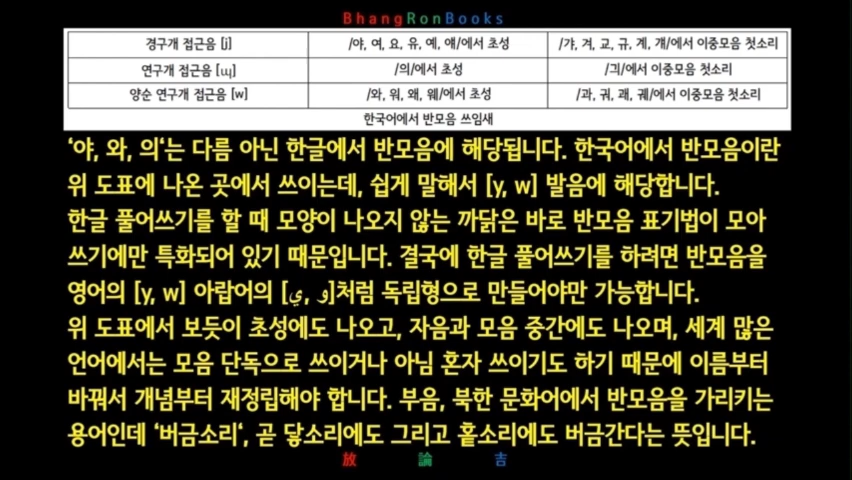 BhangRonBooks
경구개 접근음 [j] /야, 여, 요, 유, 예, 얘/에서 초성 /갸, 겨, 교, 규, 계, 걔/에서 이중모음 첫소리
연구개 접근음 [ɰ] /의/에서 초성 /긔/에서 이중모음 첫소리
양순 연구개 접근음 [w] /와, 워, 왜, 웨/에서 초성 /과, 궈, 괘, 궤/에서 이중모음 첫소리
한국어에서 반모음 쓰임새
‘야, 와, 의‘는 다름 아닌 한글에서 반모음에 해당됩니다. 한국어에서 반모음이란
위 도표에 나온 곳에서 쓰이는데, 쉽게 말해서 [y, w] 발음에 해당합니다.
한글 풀어쓰기를 할 때 모양이 나오지 않는 까닭은 바로 반모음 표기법이 모아
쓰기에만 특화되어 있기 때문입니다. 결국에 한글 풀어쓰기를 하려면 반모음을
영어의 [y, w] 아랍어의 [ي, و]처럼 독립형으로 만들어야만 가능합니다.
위 도표에서 보듯이 초성에도 나오고, 자음과 모음 중간에도 나오며, 세계 많은
언어에서는 모음 단독으로 쓰이거나 아님 혼자 쓰이기도 하기 때문에 이름부터
바꿔서 개념부터 재정립해야 합니다. 부음, 북한 문화어에서 반모음을 가리키는
용어인데 ‘버금소리‘, 곧 닿소리에도 그리고 홀소리에도 버금간다는 뜻입니다.
放 論 吉